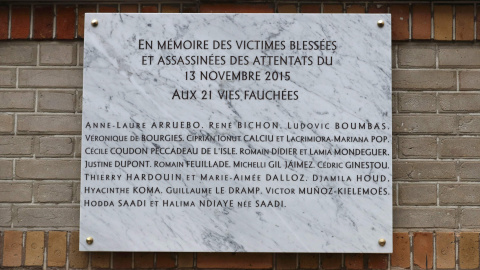 En mémoire des victimes blessées
et assassinées des attentats du
13 novembre 2015
Aux 21 vies fauchées
Anne-Laure ARRUEBO. René BICHON. Ludovic BOUMBAS.
Véronique de BOURGIES. Ciprian Ionut CALCIU et Lacrimiora-Mariana POP.
Cécile COUDON PECCADEAU DE L'ISLE. Romain DIDIER et Lamia MONDEGUER.
Justine DUPONT. Romain FEUILLADE. Michelli GIL JAIMEZ. Cédric GINESTOU.
Thierry HARDOUIN et Marie-Aimée DALLOZ. Djamila HOUD.
Hyacinthe KOMA. Guillaume LE DRAMP. Victor MUÑOZ-KIELEMOËS.
Hodda SAADI et Halima NDIAYE née SAADI.